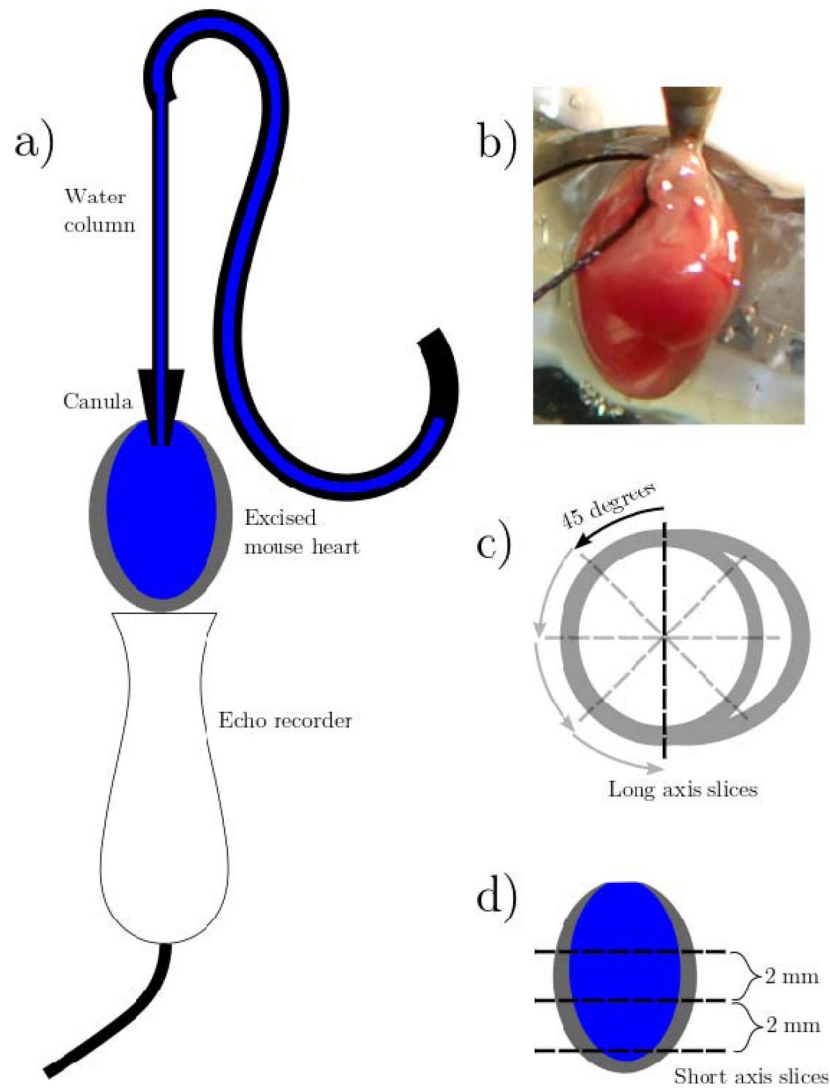 a)
Water
column
Canula
Excised
mouse heart
Echo recorder
b)
c)
45 degrees
Long axis slices
d)
2 mm
2 mm
Short axis slices